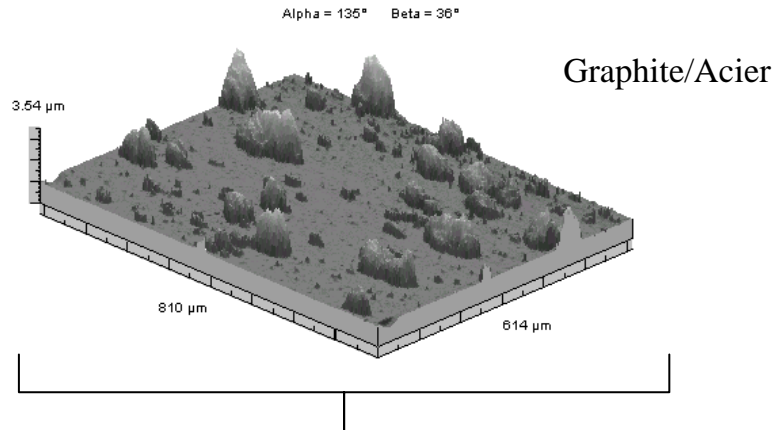 Alpha = 135° Beta = 36°
Graphite/Acier
3.54 µm
810 µm
614 µm